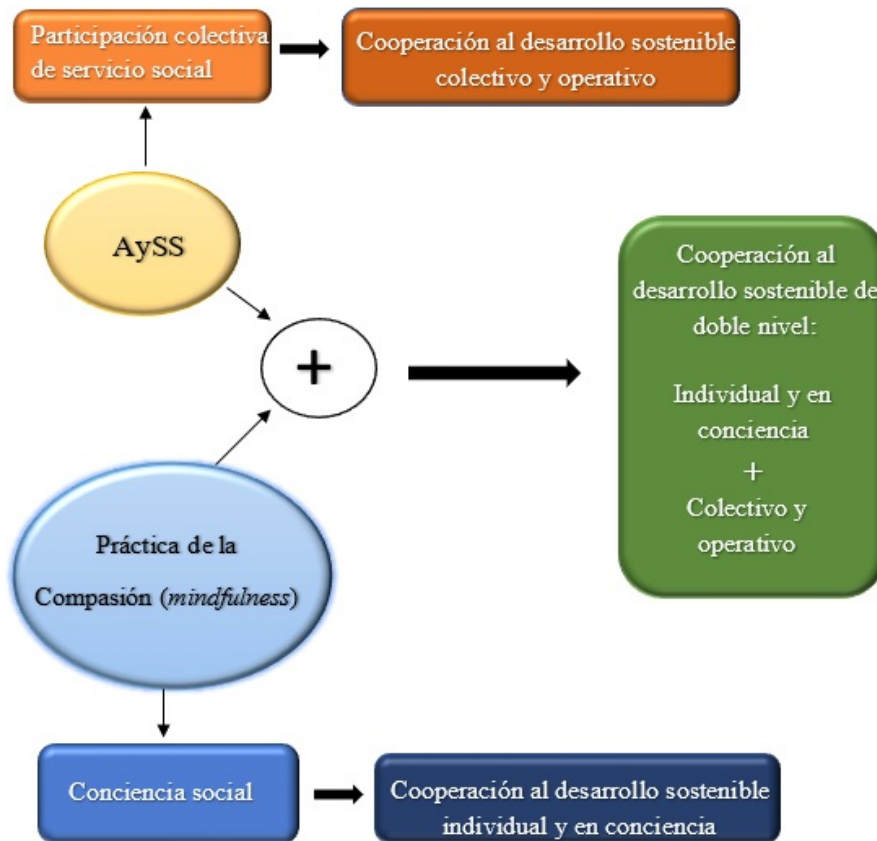 Participación colectiva
de servicio social
Cooperación al desarrollo sostenible
colectivo y operativo
AySS
+
Cooperación al
desarrollo sostenible de
doble nivel:
Individual y en
conciencia
+
Colectivo y
operativo
Práctica de la
Compasión (mindfulness)
Conciencia social
Cooperación al desarrollo sostenible
individual y en conciencia